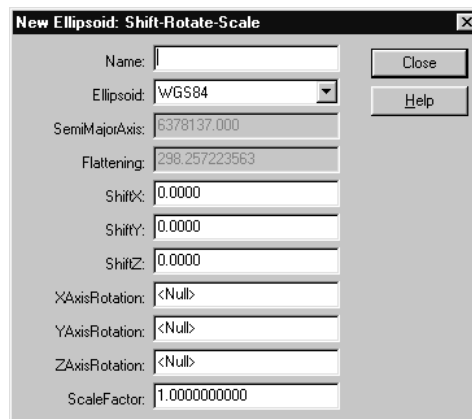 New Ellipsoid: Shift-Rotate-Scale
Name:
Close
Ellipsoid: WGS84
Help
SemiMajorAxis: 6378137.000
Flattening: 298.257223563
ShiftX: 0.0000
ShiftY: 0.0000
ShiftZ: 0.0000
XAxisRotation: <Null>
YAxisRotation: <Null>
ZAxisRotation: <Null>
ScaleFactor: 1.0000000000